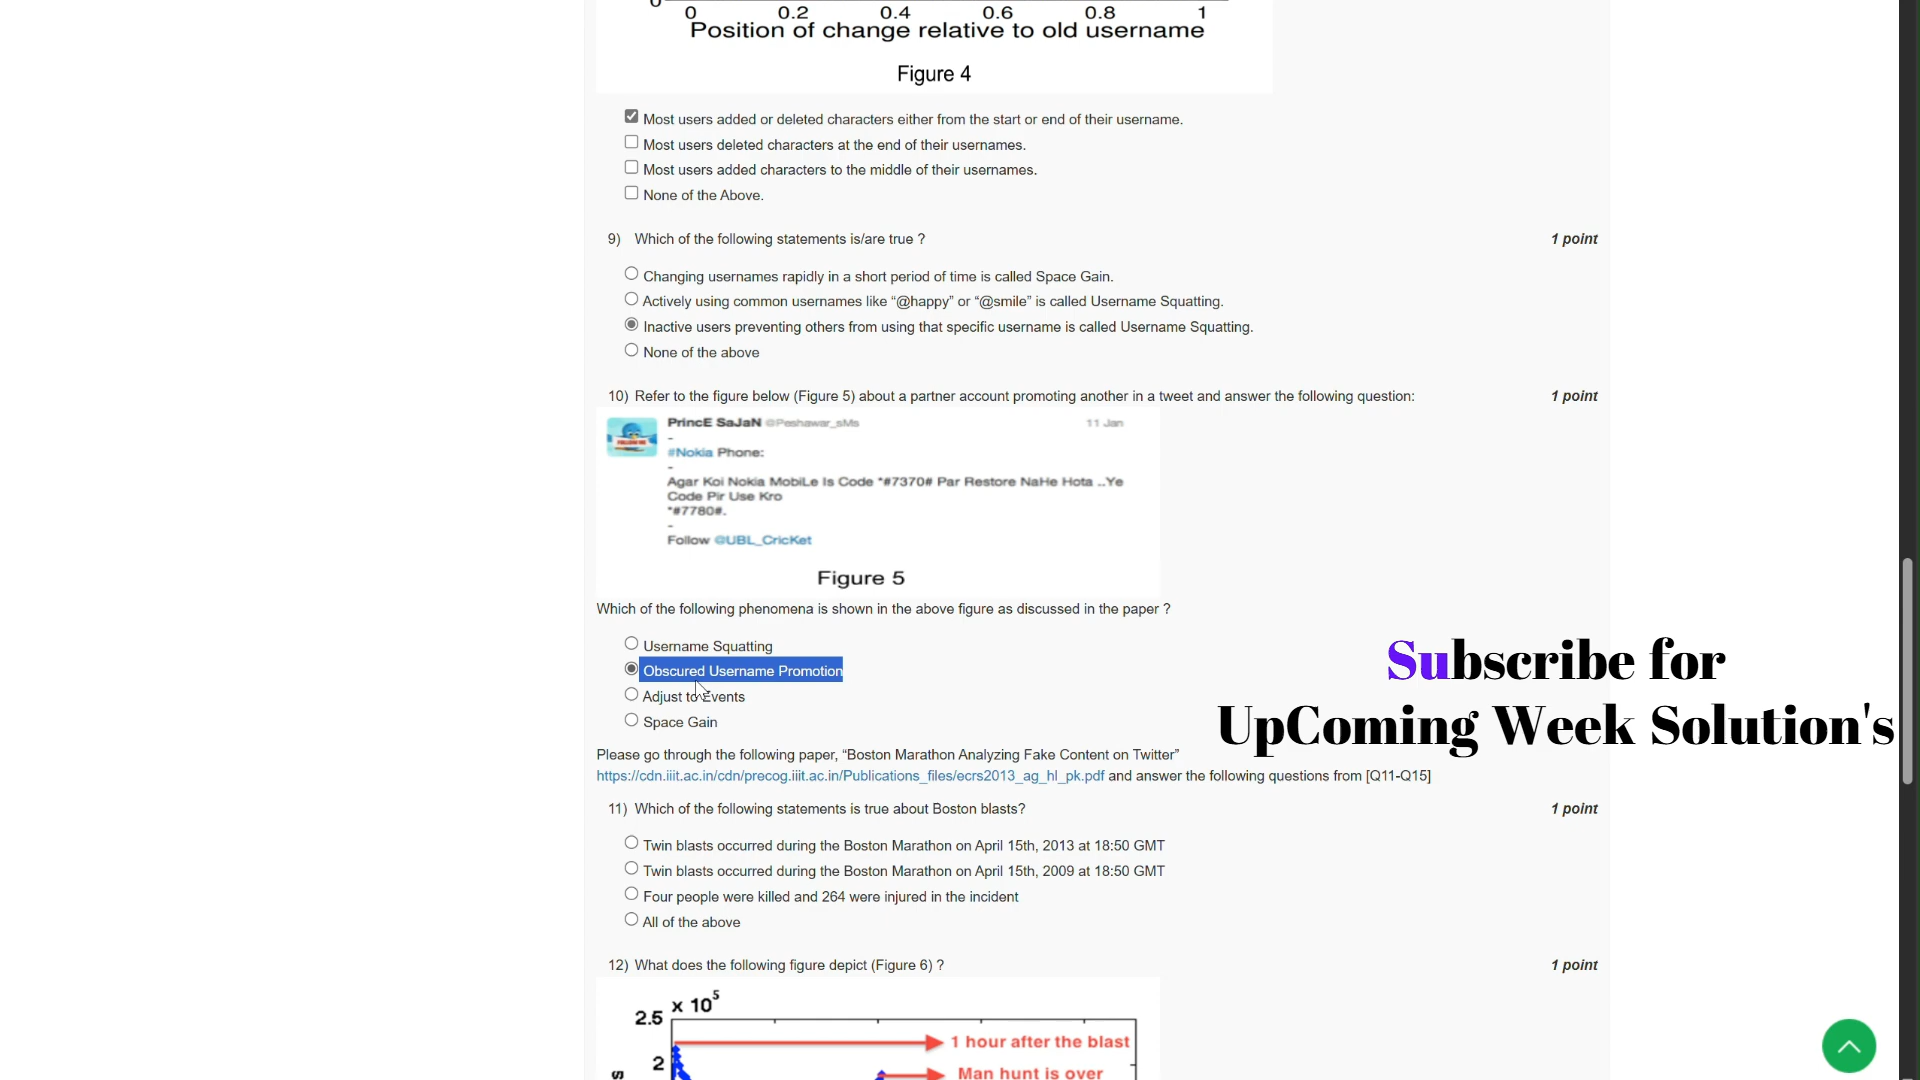 0
0 0.2 0.4 0.6 0.8 1
Position of change relative to old username
Figure 4
Most users added or deleted characters either from the start or end of their username.
Most users deleted characters at the end of their usernames.
Most users added characters to the middle of their usernames.
None of the Above.
9) Which of the following statements is/are true ? 1 point
Changing usernames rapidly in a short period of time is called Space Gain.
Actively using common usernames like “@happy” or “@smile” is called Username Squatting.
Inactive users preventing others from using that specific username is called Username Squatting.
None of the above
10) Refer to the figure below (Figure 5) about a partner account promoting another in a tweet and answer the following question: 1 point
PrincE SaJaN @Peshawar_sMs 11 Jan
-
#Nokia Phone:
-
Agar Koi Nokia MobiLe Is Code *#7370# Par Restore NaHe Hota ..Ye
Code Pir Use Kro
*#7780#.
-
Follow @UBL_CricKet
Figure 5
Which of the following phenomena is shown in the above figure as discussed in the paper ?
Username Squatting
Obscured Username Promotion
Adjust to Events
Space Gain
Subscribe for
UpComing Week Solution's
Please go through the following paper, “Boston Marathon Analyzing Fake Content on Twitter”
https://cdn.iiit.ac.in/cdn/precog.iiit.ac.in/Publications_files/ecrs2013_ag_hl_pk.pdf and answer the following questions from [Q11-Q15]
11) Which of the following statements is true about Boston blasts? 1 point
Twin blasts occurred during the Boston Marathon on April 15th, 2013 at 18:50 GMT
Twin blasts occurred during the Boston Marathon on April 15th, 2009 at 18:50 GMT
Four people were killed and 264 were injured in the incident
All of the above
12) What does the following figure depict (Figure 6) ? 1 point
x 10⁵
2.5
1 hour after the blast
2
Man hunt is over
s